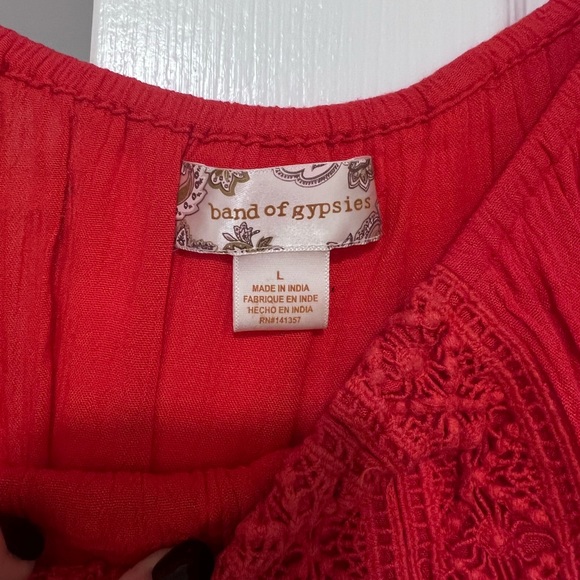 band of gypsies
L
MADE IN INDIA
FABRIQUE EN INDE
HECHO EN INDIA
RN#141357